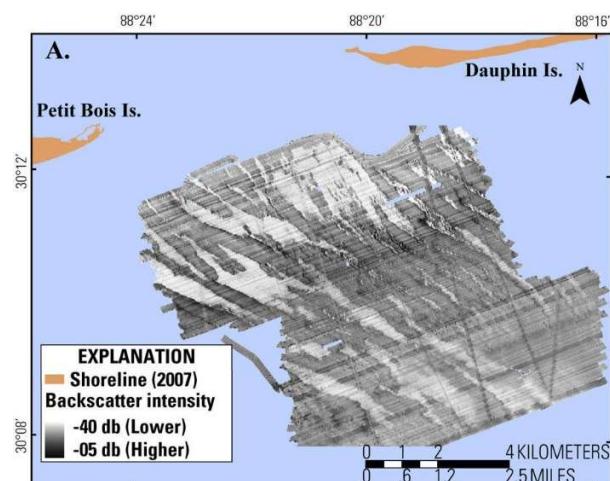 88°24' 88°20' 88°16'
A.
Dauphin Is.
N
Petit Bois Is.
30°12'
EXPLANATION
Shoreline (2007)
Backscatter intensity
-40 db (Lower)
-05 db (Higher)
30°08'
0 1 2 4 KILOMETERS
0 6 1.2 2.5 MILES